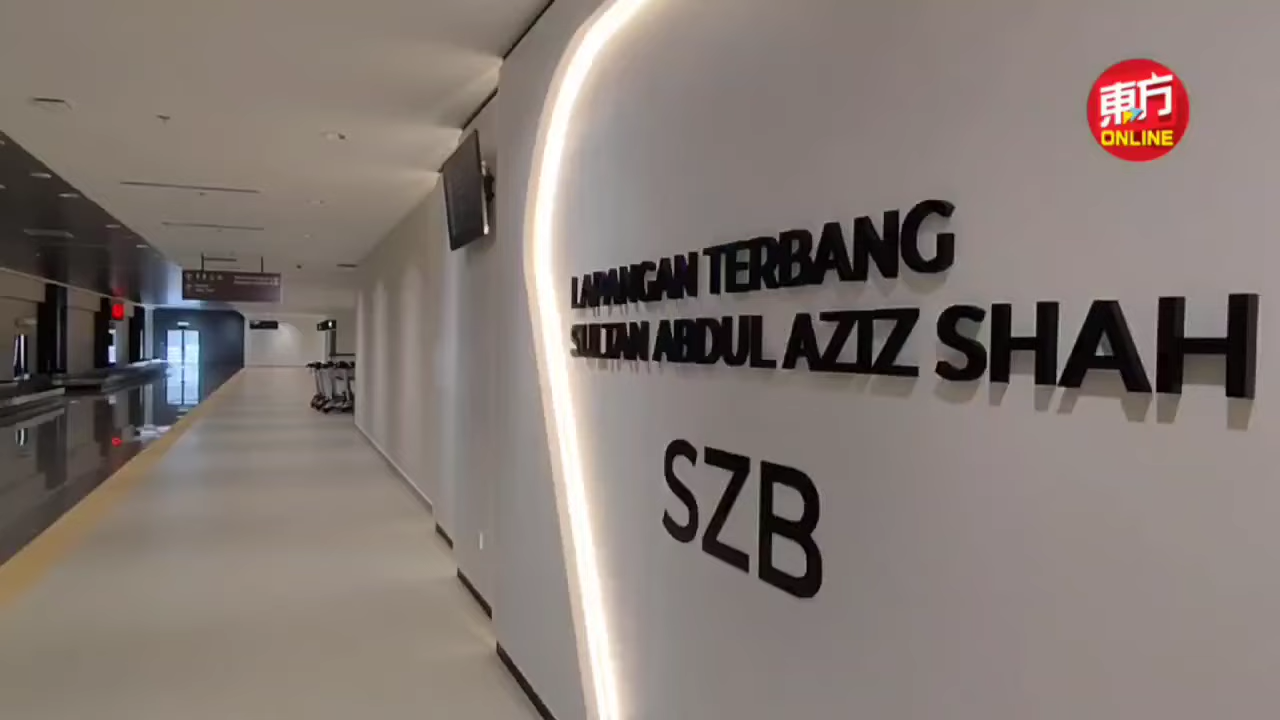 東方
ONLINE
LAPANGAN TERBANG
SULTAN ABDUL AZIZ SHAH
SZB